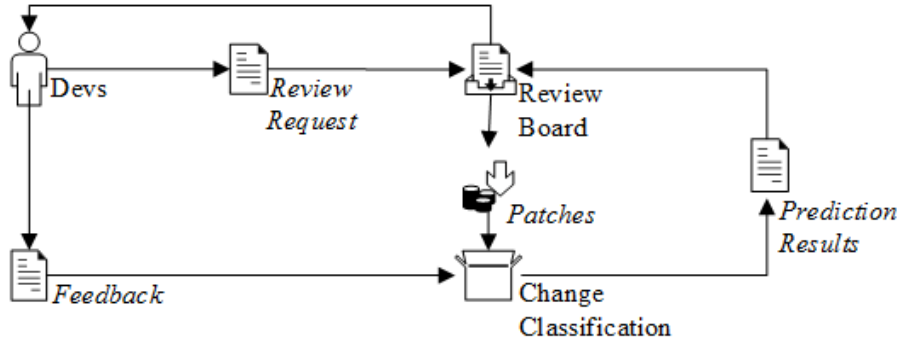 Devs
Review
Request
Review
Board
Patches
Prediction
Results
Feedback
Change
Classification